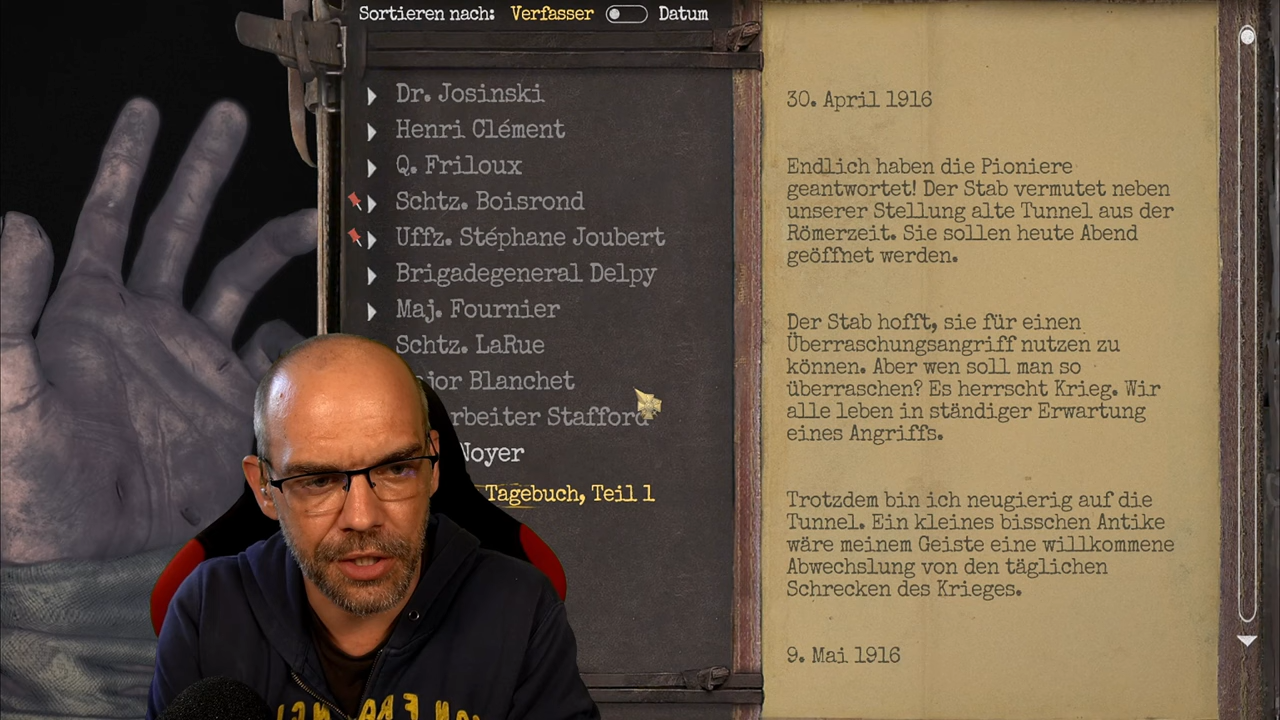 Sortieren nach: Verfasser Datum
Dr. Josinski
Henri Clément
Q. Friloux
Schtz. Boisrond
Uffz. Stéphane Joubert
Brigadegeneral Delpy
Maj. Fournier
Schtz. LaRue
jor Blanchet
rbeiter Stafford
Noyer
Tagebuch, Teil 1
30. April 1916
Endlich haben die Pioniere
geantwortet! Der Stab vermutet neben
unserer Stellung alte Tunnel aus der
Römerzeit. Sie sollen heute Abend
geöffnet werden.
Der Stab hofft, sie für einen
Überraschungsangriff nutzen zu
können. Aber wen soll man so
überraschen? Es herrscht Krieg. Wir
alle leben in ständiger Erwartung
eines Angriffs.
Trotzdem bin ich neugierig auf die
Tunnel. Ein kleines bisschen Antike
wäre meinem Geiste eine willkommene
Abwechslung von den täglichen
Schrecken des Krieges.
9. Mai 1916